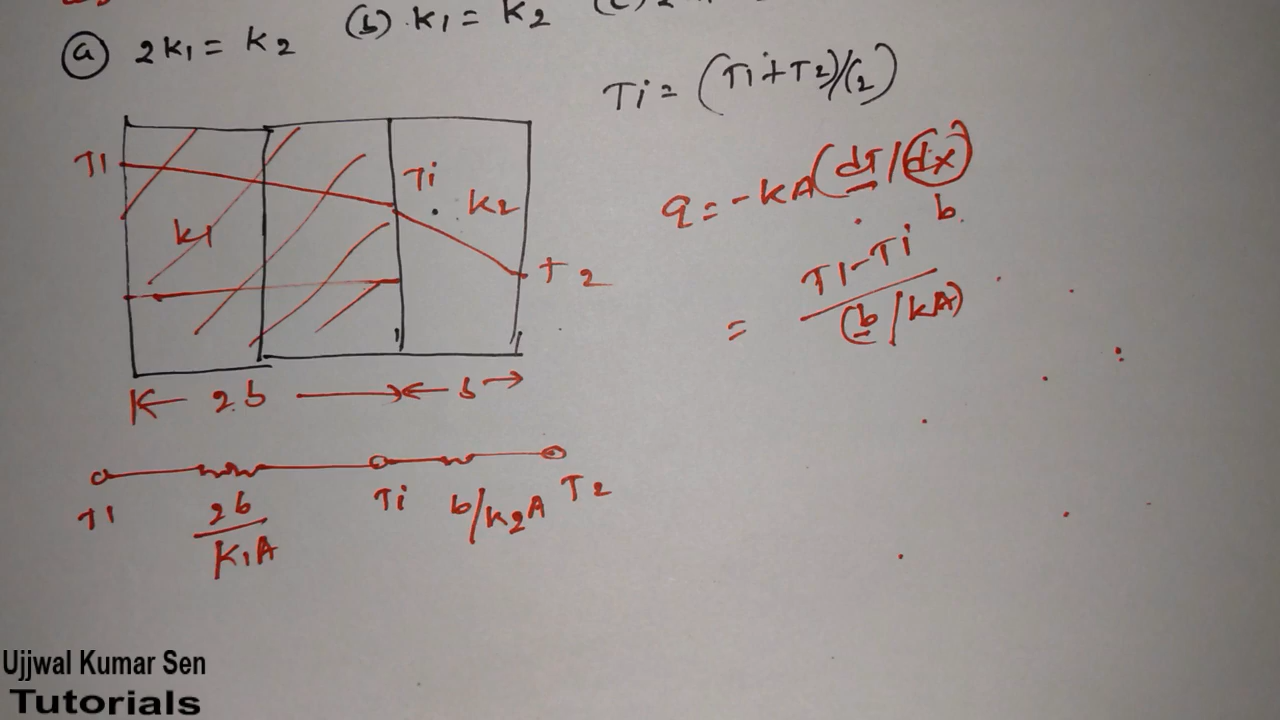 (a) 2K1 = K2 (b) K1 = K2
Ti = (T1+T2)/(2)
T1 Ti
K1 K2
T2
q = -KA(dT/dx)
b
= T1-Ti
(b/KA)
2b b
T1 Ti T2
2b b/K2A
K1A
Ujjwal Kumar Sen
Tutorials